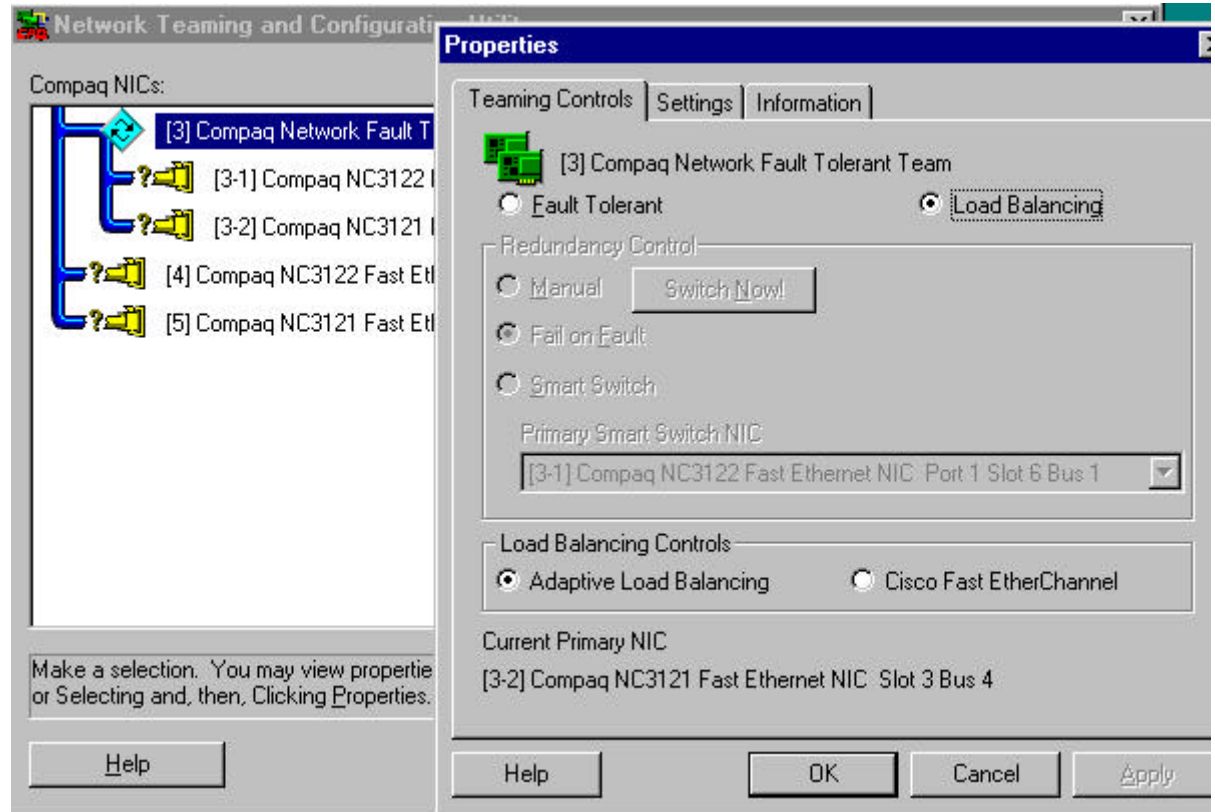 Network Teaming and Configuration
Compaq NICs:
[3] Compaq Network Fault T
[3-1] Compaq NC3122
[3-2] Compaq NC3121
[4] Compaq NC3122 Fast Et
[5] Compaq NC3121 Fast Et
Make a selection. You may view propertie
or Selecting and, then, Clicking Properties.
Help
Properties
Teaming Controls
Settings
Information
[3] Compaq Network Fault Tolerant Team
Fault Tolerant
Load Balancing
Redundancy Control
Manual
Switch Now!
Fail on Fault
Smart Switch
Primary Smart Switch NIC
[3-1] Compaq NC3122 Fast Ethernet NIC Port 1 Slot 6 Bus 1
Load Balancing Controls
Adaptive Load Balancing
Cisco Fast EtherChannel
Current Primary NIC
[3-2] Compaq NC3121 Fast Ethernet NIC Slot 3 Bus 4
Help
OK
Cancel
Apply